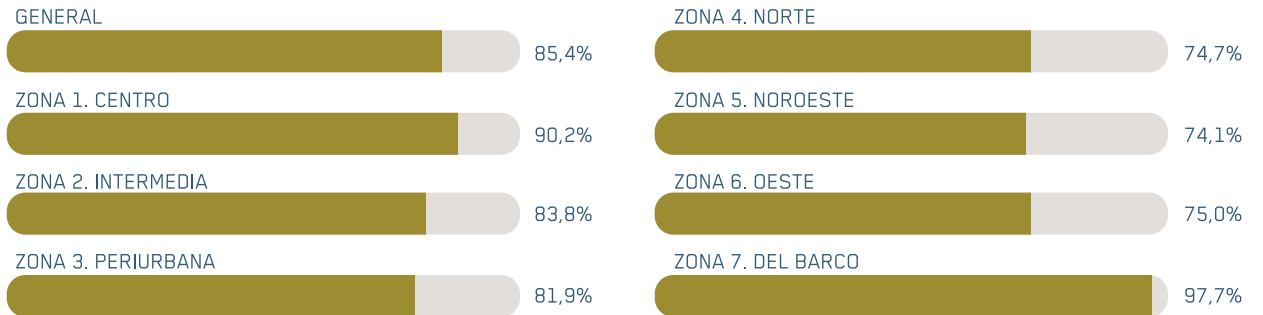 GENERAL
85,4%
ZONA 1. CENTRO
90,2%
ZONA 2. INTERMEDIA
83,8%
ZONA 3. PERIURBANA
81,9%
ZONA 4. NORTE
74,7%
ZONA 5. NOROESTE
74,1%
ZONA 6. OESTE
75,0%
ZONA 7. DEL BARCO
97,7%